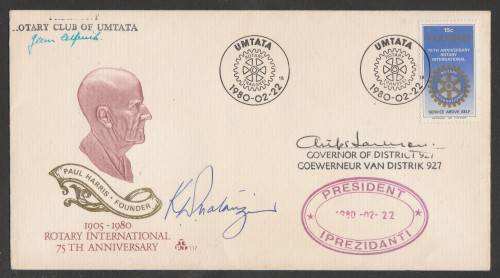 ROTARY CLUB OF UMTATA
UMTATA
1980-02-22
UMTATA
1980-02-22
15c
75TH ANNIVERSARY
ROTARY
INTERNATIONAL
SERVICE ABOVE SELF
GOVERNOR OF DISTRICT 927
GOEWERNEUR VAN DISTRIK 927
PAUL HARRIS - FOUNDER
1905 - 1980
ROTARY INTERNATIONAL
75TH ANNIVERSARY
PRESIDENT
1980 -02- 22
IPREZIDANTI